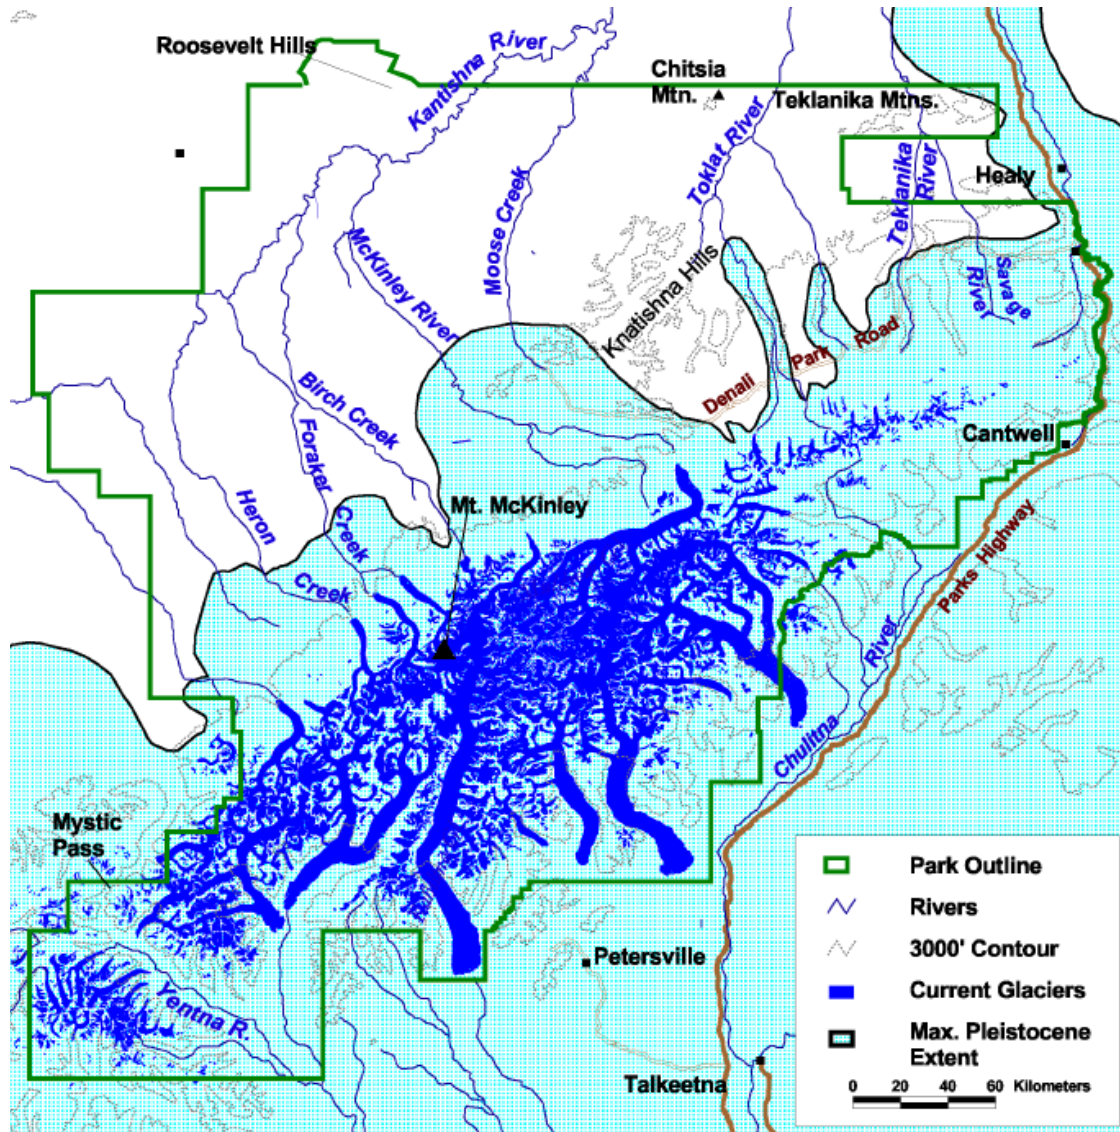 Roosevelt Hills
Kantishna River
Chitsia
Mtn.
Teklanika Mtns.
Toklat River
Teklanika
River
Healy
Moose Creek
McKinley River
Knatishna Hills
Savage
River
Denali Park Road
Birch Creek
Foraker
Creek
Cantwell
Heron
Creek
Mt. McKinley
Parks Highway
Chulitna
River
Mystic
Pass
Yentna R.
Petersville
Talkeetna
Park Outline
Rivers
3000' Contour
Current Glaciers
Max. Pleistocene
Extent
0 20 40 60 Kilometers